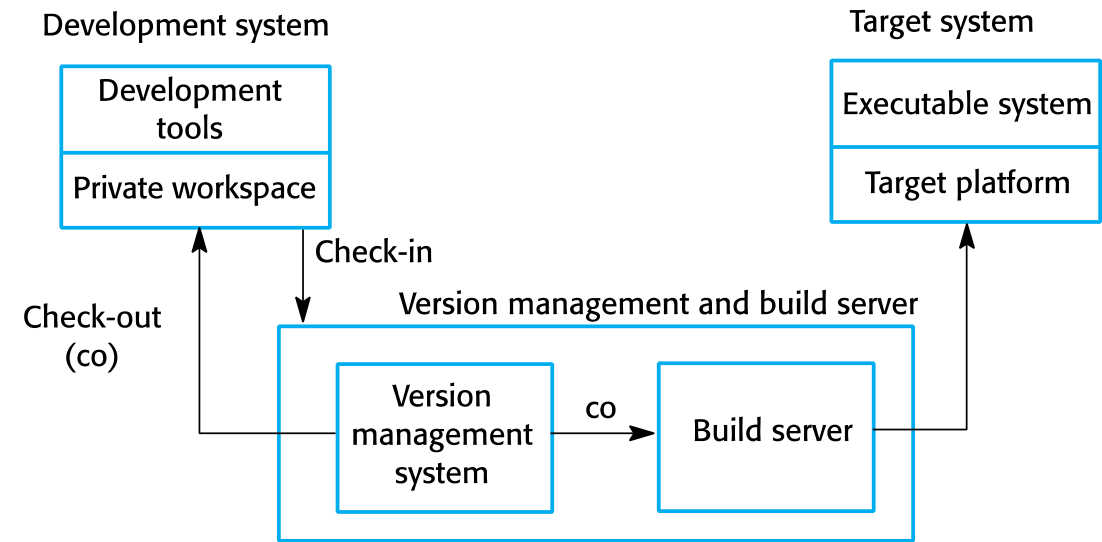 Development system
Target system
Development
tools
Private workspace
Executable system
Target platform
Check-in
Check-out
(co)
Version management and build server
Version
management
system
co
Build server